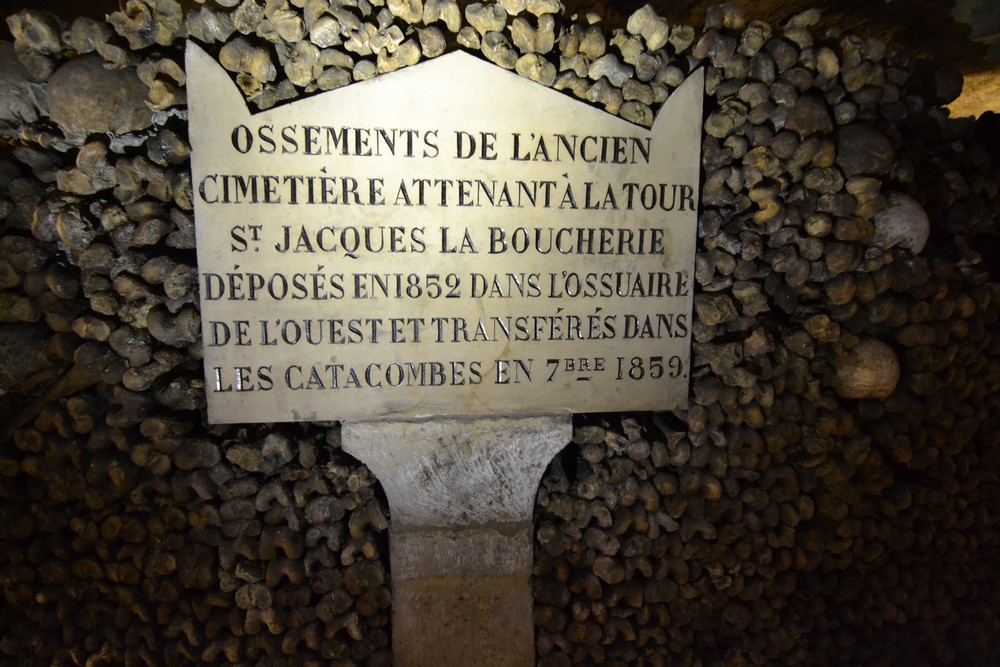 OSSEMENTS DE L'ANCIEN
CIMETIÈRE ATTENANT À LA TOUR
ST. JACQUES LA BOUCHERIE
DÉPOSÉS EN 1852 DANS L'OSSUAIRE
DE L'OUEST ET TRANSFÉRÉS DANS
LES CATACOMBES EN 7BRE 1859.